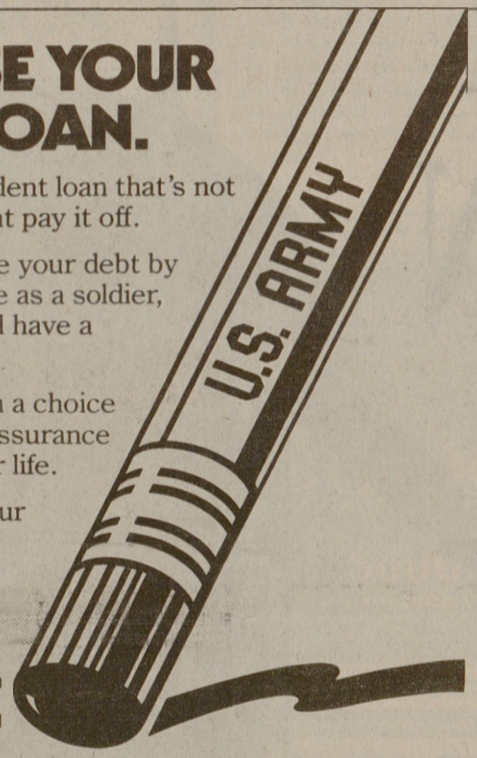 E YOUR
OAN.
dent loan that's not
t pay it off.
e your debt by
e as a soldier,
have a
a choice
ssurance
life.
ur
U.S. ARMY